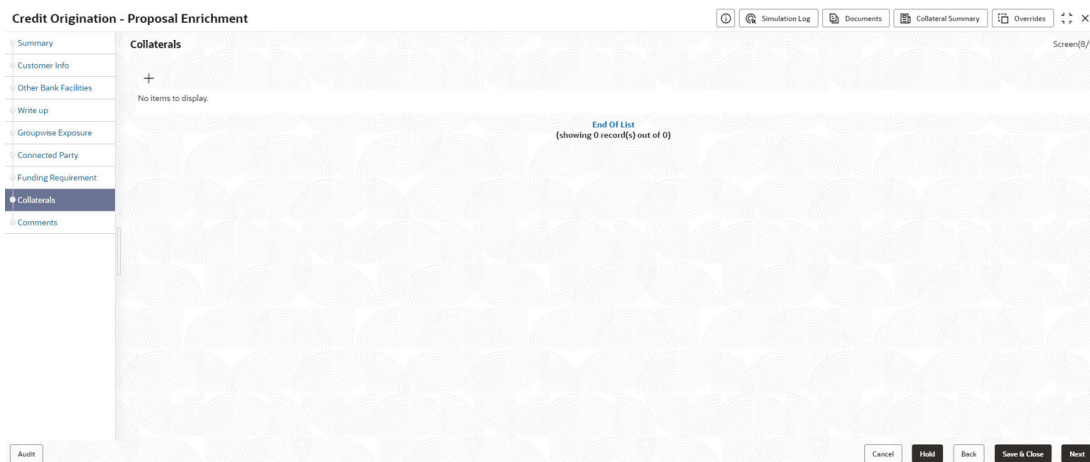 Credit Origination - Proposal Enrichment
Simulation Log
Documents
Collateral Summary
Overrides
Summary
Customer Info
Other Bank Facilities
Write up
Groupwise Exposure
Connected Party
Funding Requirement
Collaterals
Comments
Collaterals
Screen(8/
No items to display.
End Of List
(showing 0 record(s) out of 0)
Audit
Cancel
Hold
Back
Save & Close
Next